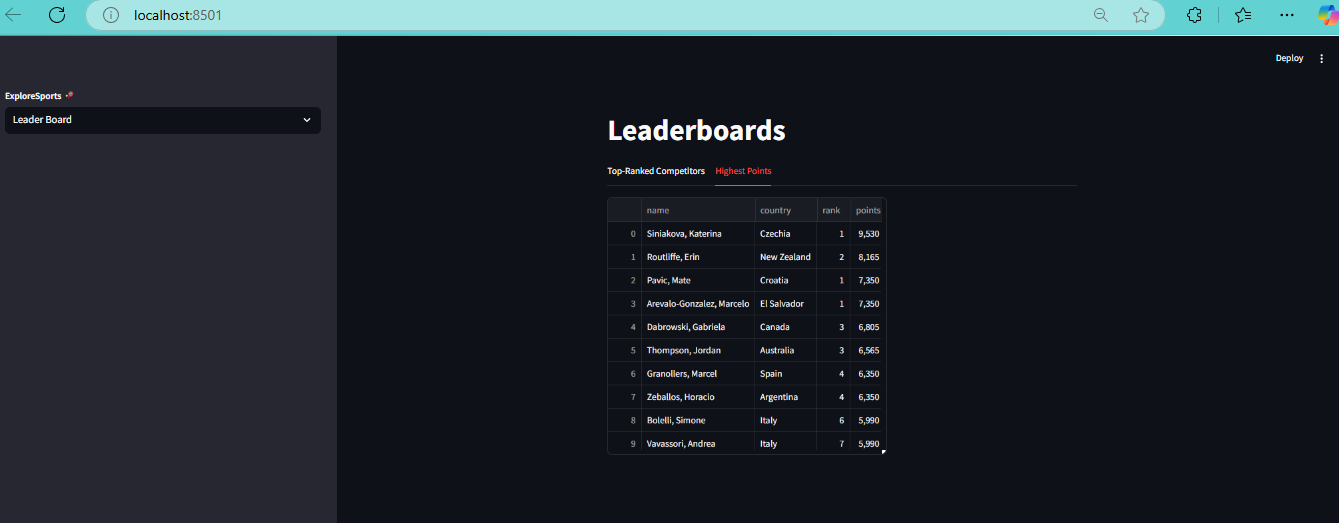 localhost:8501
Deploy
ExploreSports 🏓
Leader Board
Leaderboards
Top-Ranked Competitors Highest Points
name country rank points
0 Siniakova, Katerina Czechia 1 9,530
1 Routliffe, Erin New Zealand 2 8,165
2 Pavic, Mate Croatia 1 7,350
3 Arevalo-Gonzalez, Marcelo El Salvador 1 7,350
4 Dabrowski, Gabriela Canada 3 6,805
5 Thompson, Jordan Australia 3 6,565
6 Granollers, Marcel Spain 4 6,350
7 Zeballos, Horacio Argentina 4 6,350
8 Bolelli, Simone Italy 6 5,990
9 Vavassori, Andrea Italy 7 5,990